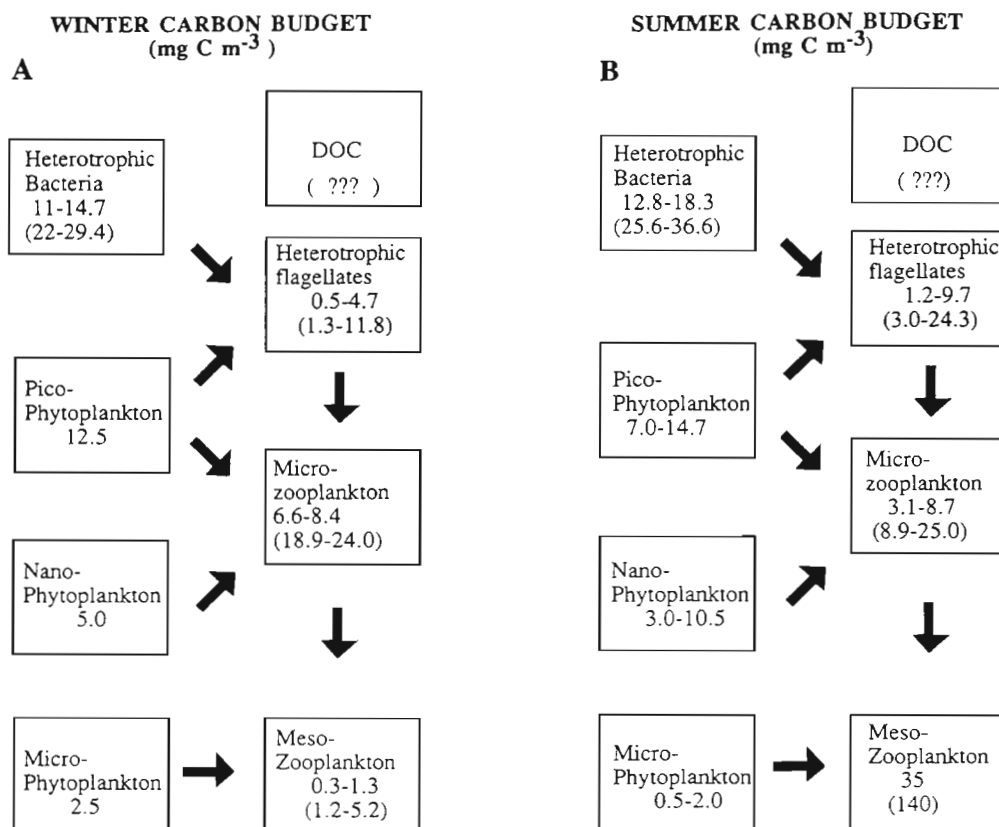 WINTER CARBON BUDGET
(mg C m-3 )
A
DOC
( ??? )
Heterotrophic
Bacteria
11-14.7
(22-29.4)
Heterotrophic
flagellates
0.5-4.7
(1.3-11.8)
Pico-
Phytoplankton
12.5
Micro-
zooplankton
6.6-8.4
(18.9-24.0)
Nano-
Phytoplankton
5.0
Micro-
Phytoplankton
2.5
Meso-
Zooplankton
0.3-1.3
(1.2-5.2)
SUMMER CARBON BUDGET
(mg C m-3)
B
DOC
( ???)
Heterotrophic
Bacteria
12.8-18.3
(25.6-36.6)
Heterotrophic
flagellates
1.2-9.7
(3.0-24.3)
Pico-
Phytoplankton
7.0-14.7
Micro-
zooplankton
3.1-8.7
(8.9-25.0)
Nano-
Phytoplankton
3.0-10.5
Micro-
Phytoplankton
0.5-2.0
Meso-
Zooplankton
35
(140)